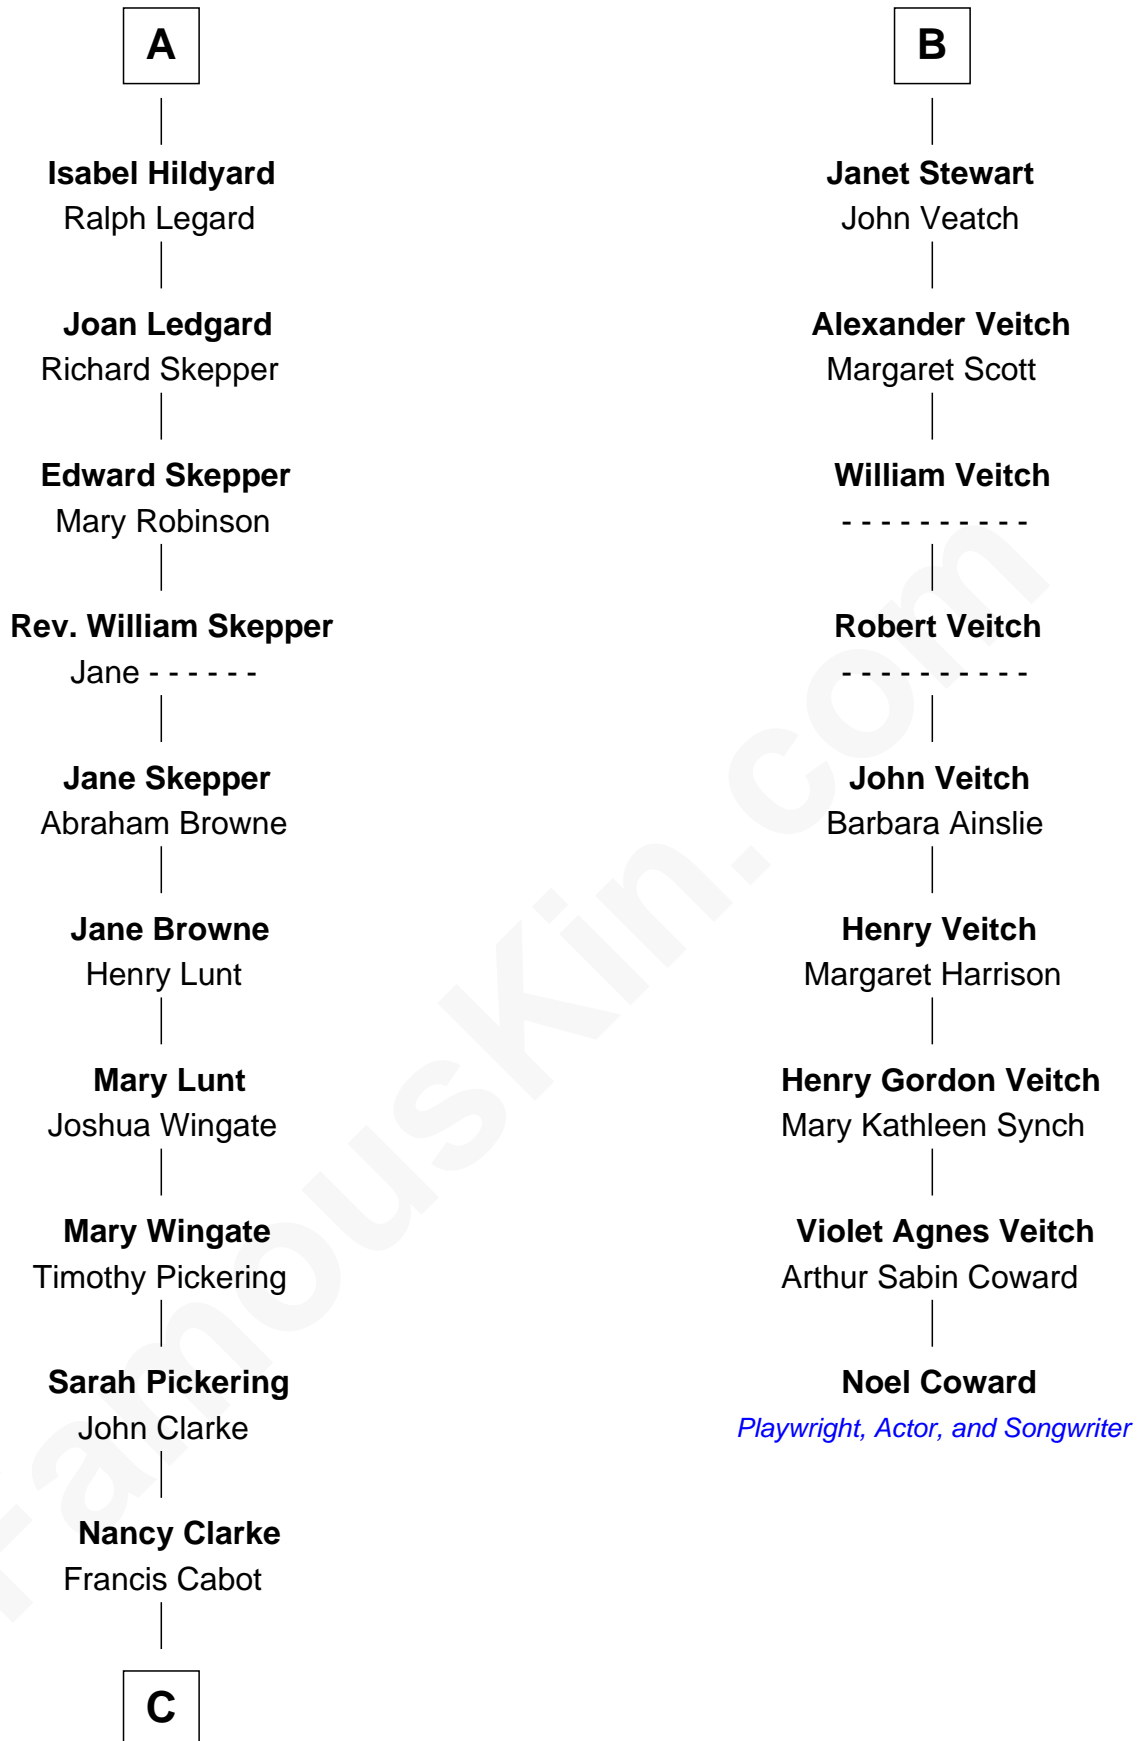 A
Isabel Hildyard
Ralph Legard
Joan Ledgard
Richard Skepper
Edward Skepper
Mary Robinson
Rev. William Skepper
Jane - - - - - -
Jane Skepper
Abraham Browne
Jane Browne
Henry Lunt
Mary Lunt
Joshua Wingate
Mary Wingate
Timothy Pickering
Sarah Pickering
John Clarke
Nancy Clarke
Francis Cabot
C
B
Janet Stewart
John Veatch
Alexander Veitch
Margaret Scott
William Veitch
- - - - - - - - - -
Robert Veitch
- - - - - - - - - -
John Veitch
Barbara Ainslie
Henry Veitch
Margaret Harrison
Henry Gordon Veitch
Mary Kathleen Synch
Violet Agnes Veitch
Arthur Sabin Coward
Noel Coward
Playwright, Actor, and Songwriter
FamousKin.com